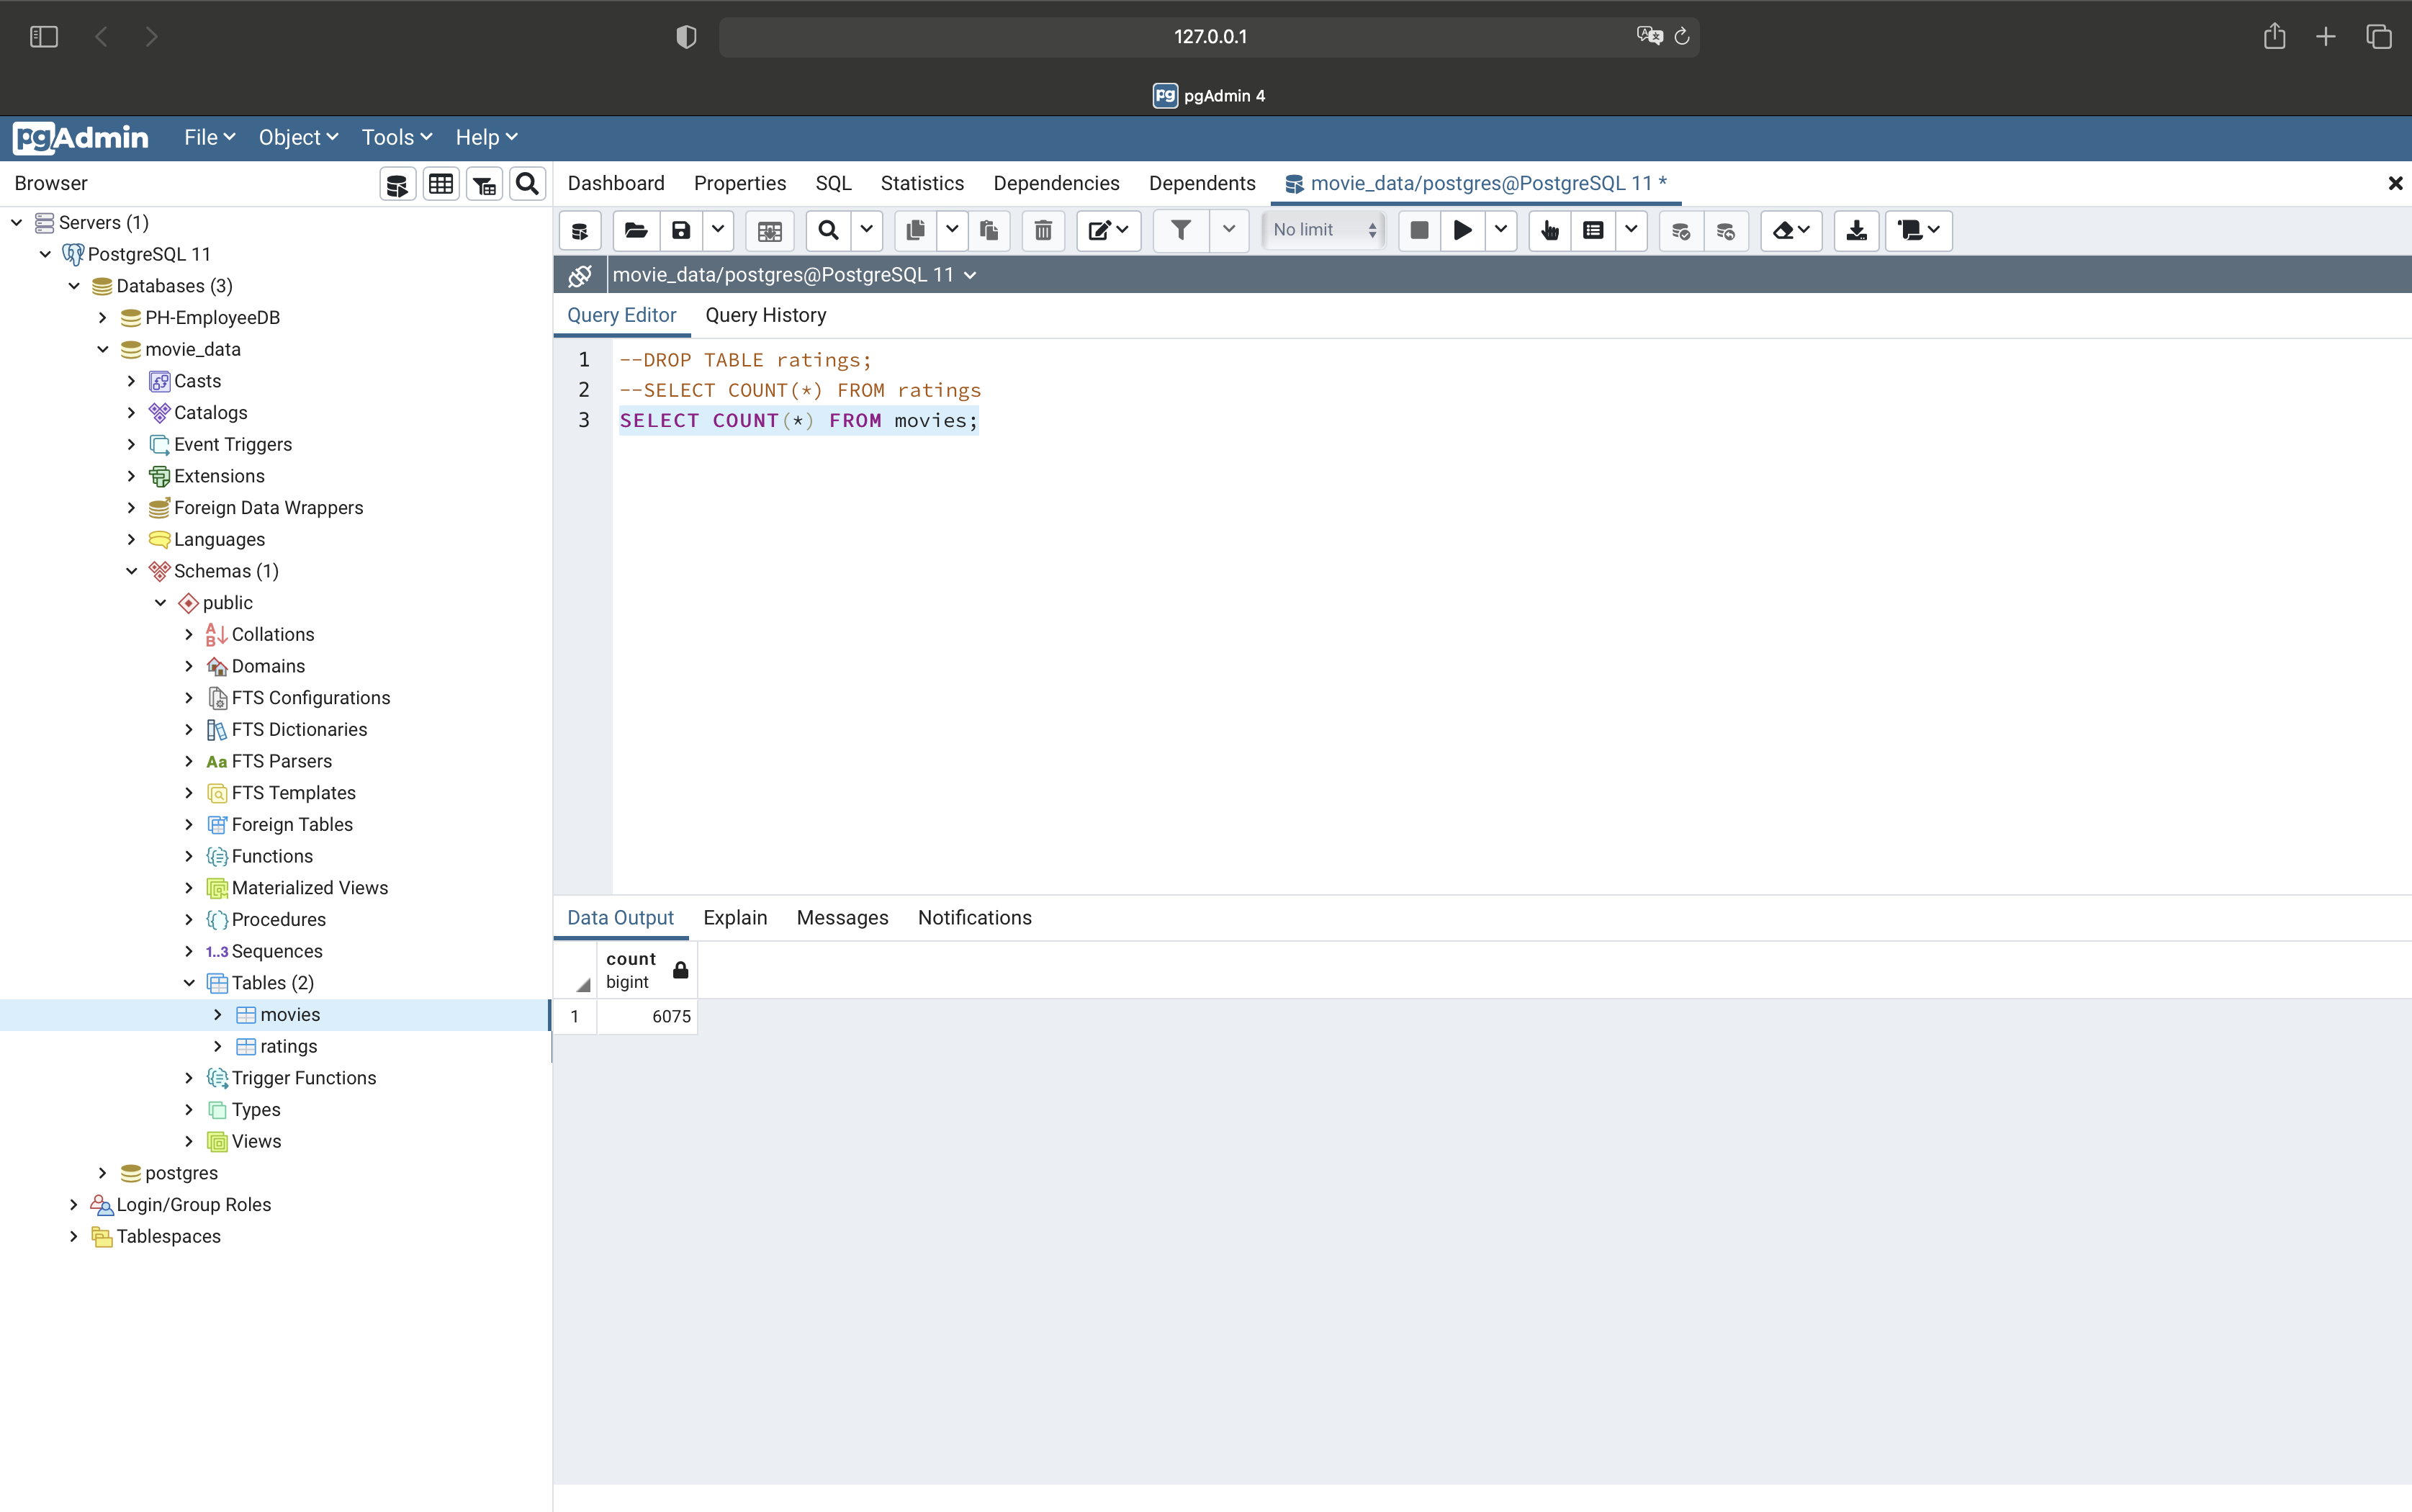 127.0.0.1
pg pgAdmin 4
pgAdmin File Object Tools Help
Browser
Dashboard Properties SQL Statistics Dependencies Dependents movie_data/postgres@PostgreSQL 11 *
Servers (1)
PostgreSQL 11
Databases (3)
PH-EmployeeDB
movie_data
Casts
Catalogs
Event Triggers
Extensions
Foreign Data Wrappers
Languages
Schemas (1)
public
Collations
Domains
FTS Configurations
FTS Dictionaries
Aa FTS Parsers
FTS Templates
Foreign Tables
Functions
Materialized Views
Procedures
1..3 Sequences
Tables (2)
movies
ratings
Trigger Functions
Types
Views
postgres
Login/Group Roles
Tablespaces
No limit
movie_data/postgres@PostgreSQL 11
Query Editor Query History
1 --DROP TABLE ratings;
2 --SELECT COUNT(*) FROM ratings
3 SELECT COUNT(*) FROM movies;
Data Output Explain Messages Notifications
count
bigint
1 6075